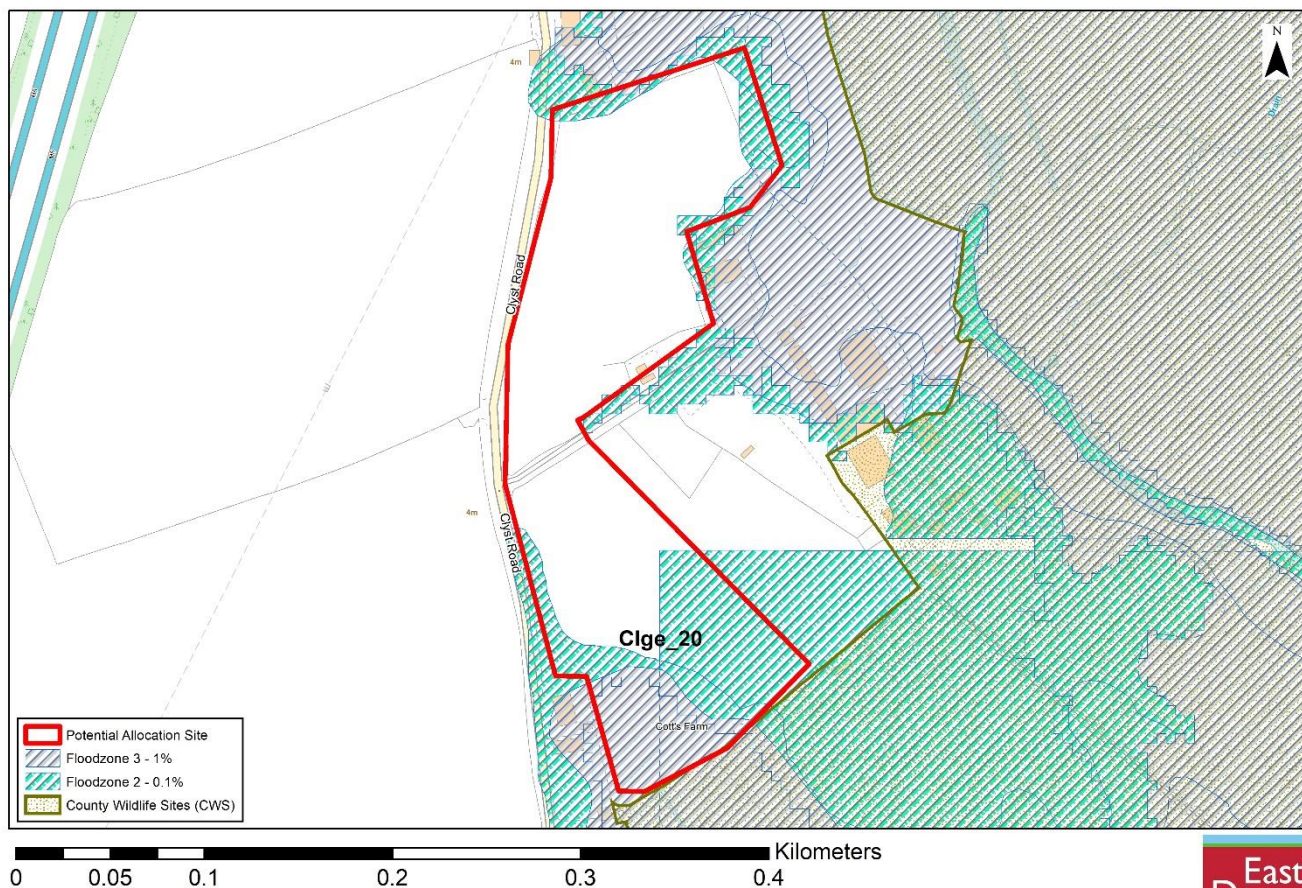 N
4m
Drain
Clyst Road
4m
Clyst Road
Clge_20
Cott's Farm
Potential Allocation Site
Floodzone 3 - 1%
Floodzone 2 - 0.1%
County Wildlife Sites (CWS)
Kilometers
0 0.05 0.1 0.2 0.3 0.4
East
D